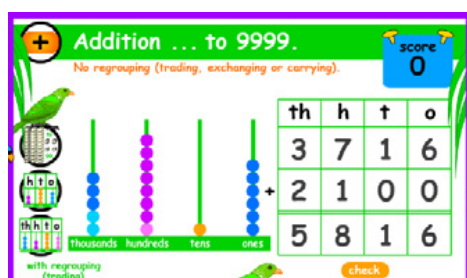 + Addition ... to 9999.
score
0
No regrouping (trading, exchanging or carrying).
th h t o
3 7 1 6
+ 2 1 0 0
5 8 1 6
h t o
th h t o
thousands hundreds tens ones
with regrouping
(trading)
check